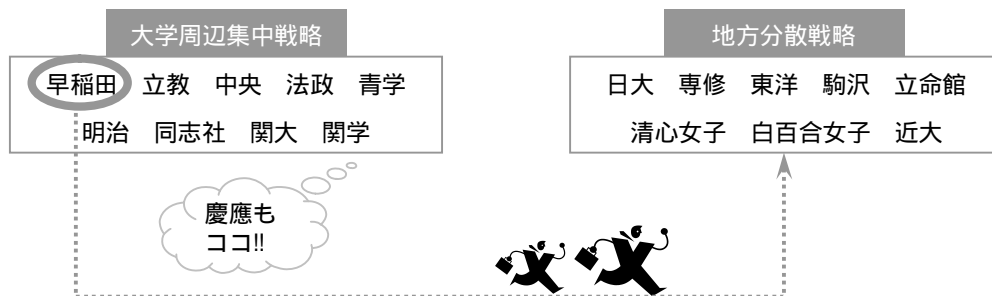 大学周辺集中戦略
早稲田 立教 中央 法政 青学
明治 同志社 関大 関学
慶應も
ココ!!
地方分散戦略
日大 専修 東洋 駒沢 立命館
清心女子 白百合女子 近大